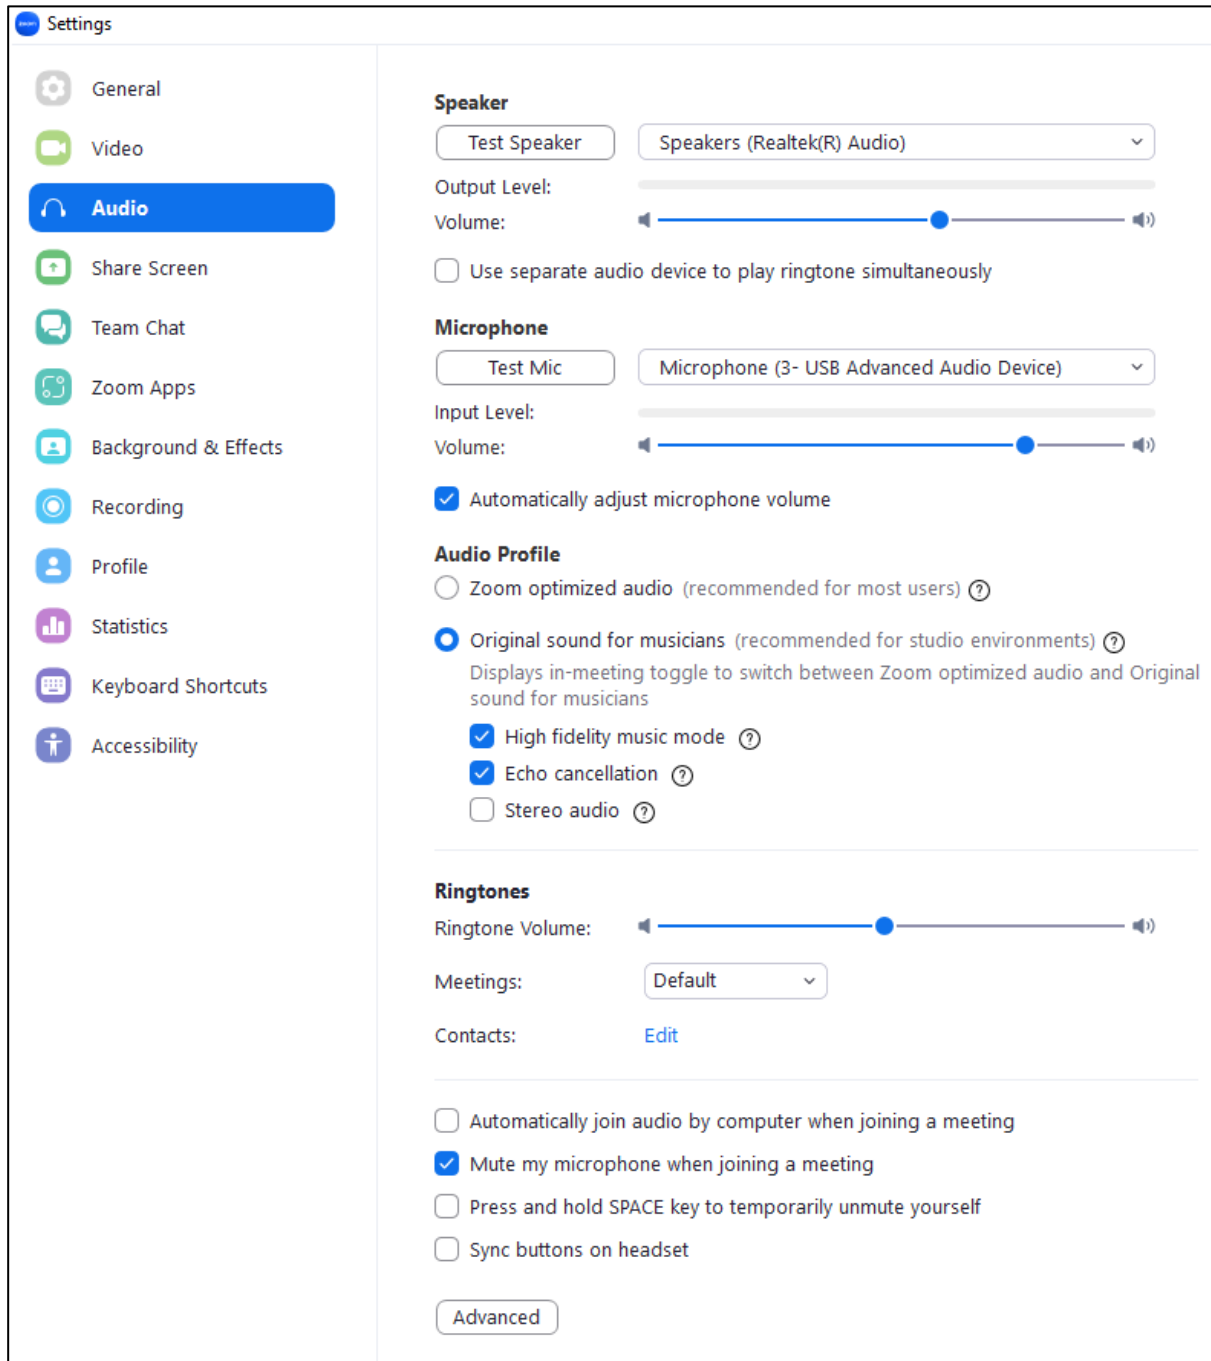 Settings
General
Video
Audio
Share Screen
Team Chat
Zoom Apps
Background & Effects
Recording
Profile
Statistics
Keyboard Shortcuts
Accessibility
Speaker
Test Speaker
Speakers (Realtek(R) Audio)
Output Level:
Volume:
Use separate audio device to play ringtone simultaneously
Microphone
Test Mic
Microphone (3- USB Advanced Audio Device)
Input Level:
Volume:
Automatically adjust microphone volume
Audio Profile
Zoom optimized audio (recommended for most users) ?
Original sound for musicians (recommended for studio environments) ?
Displays in-meeting toggle to switch between Zoom optimized audio and Original
sound for musicians
High fidelity music mode ?
Echo cancellation ?
Stereo audio ?
Ringtones
Ringtone Volume:
Meetings:
Default
Contacts:
Edit
Automatically join audio by computer when joining a meeting
Mute my microphone when joining a meeting
Press and hold SPACE key to temporarily unmute yourself
Sync buttons on headset
Advanced